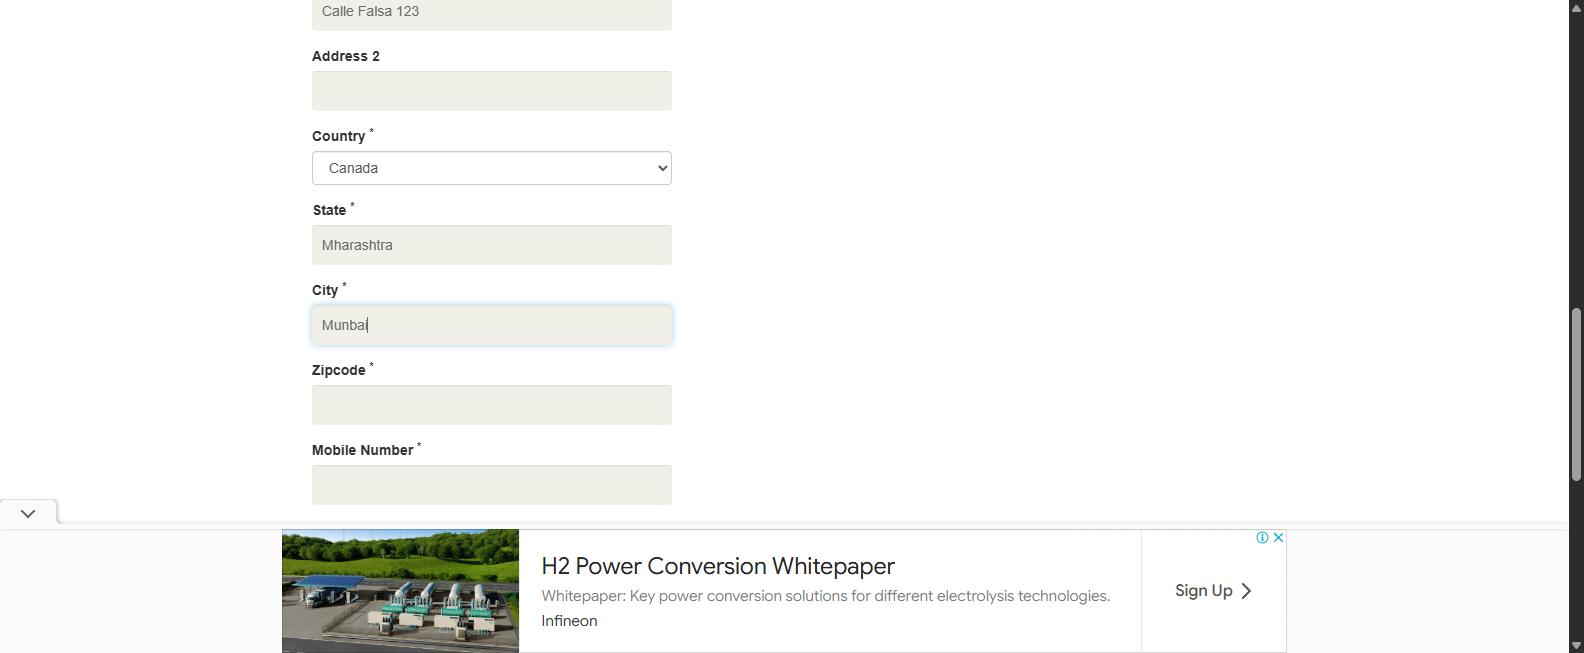 Calle Falsa 123
Address 2
Country *
Canada
State *
Mharashtra
City *
Munbai
Zipcode *
Mobile Number *
H2 Power Conversion Whitepaper
Whitepaper: Key power conversion solutions for different electrolysis technologies.
Infineon
Sign Up